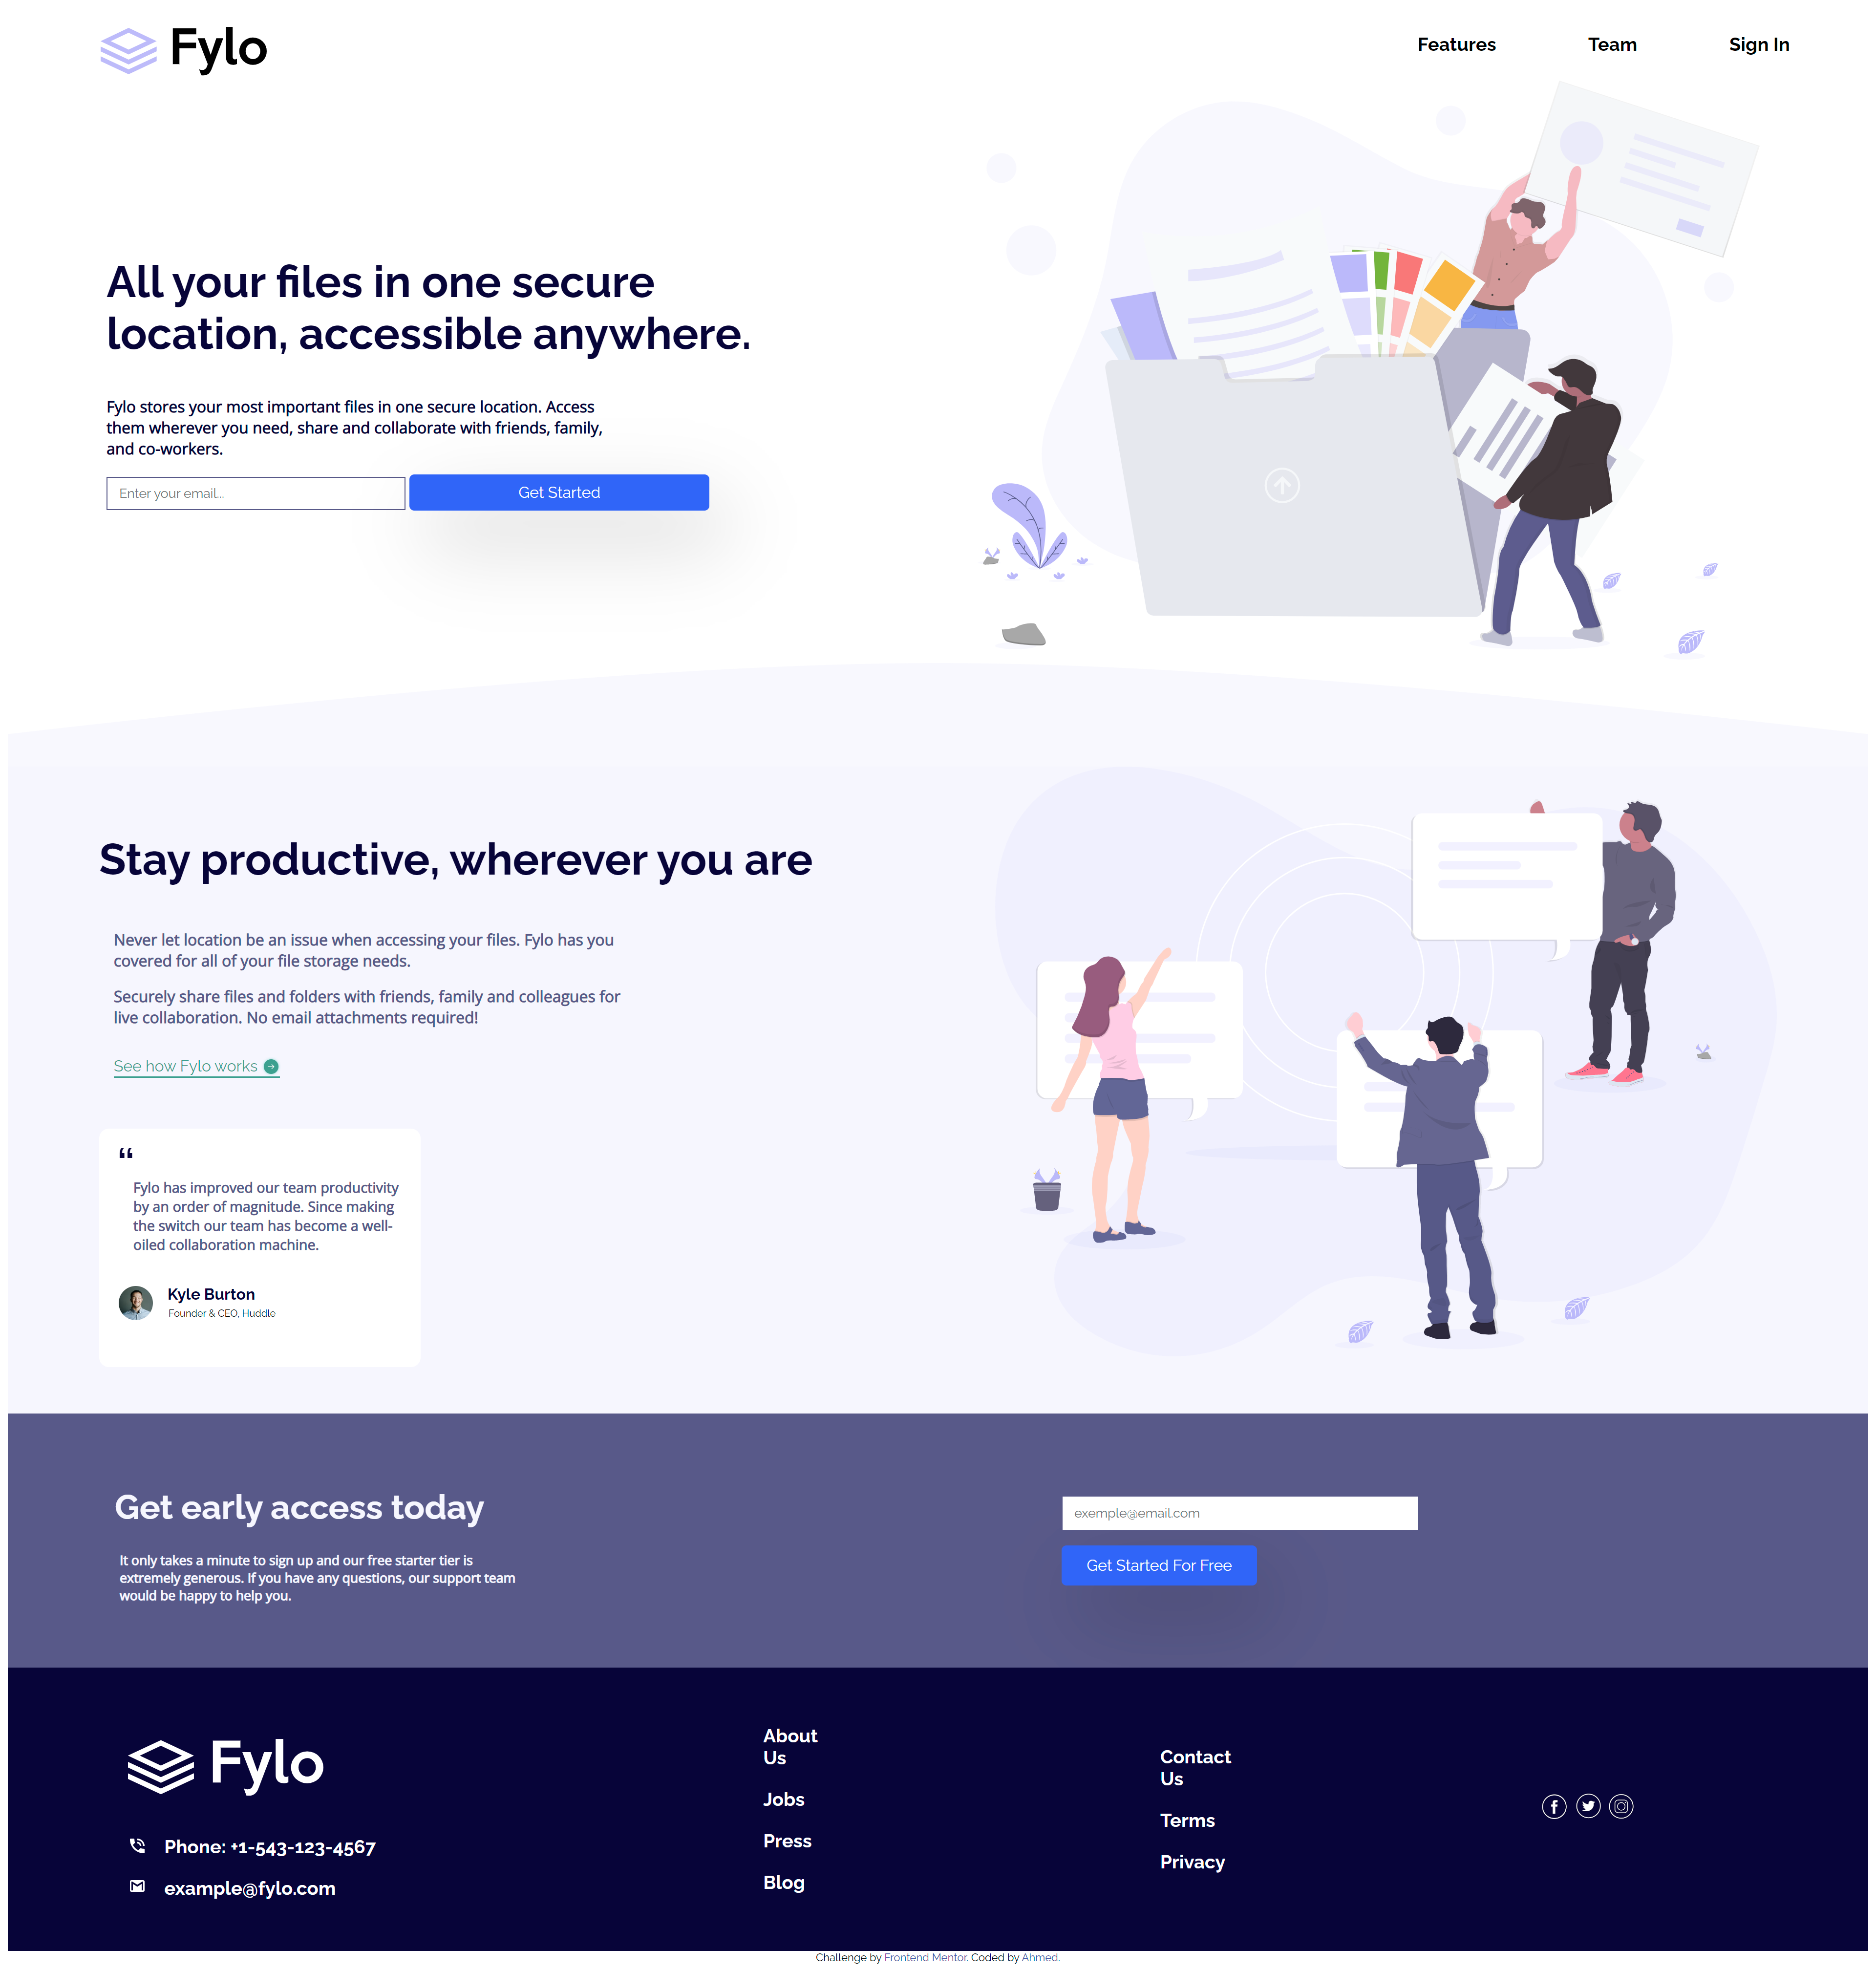 Fylo
Features
Team
Sign In
All your files in one secure
location, accessible anywhere.
Fylo stores your most important files in one secure location. Access
them wherever you need, share and collaborate with friends, family,
and co-workers.
Enter your email...
Get Started
Stay productive, wherever you are
Never let location be an issue when accessing your files. Fylo has you
covered for all of your file storage needs.
Securely share files and folders with friends, family and colleagues for
live collaboration. No email attachments required!
See how Fylo works
“
Fylo has improved our team productivity
by an order of magnitude. Since making
the switch our team has become a well-
oiled collaboration machine.
Kyle Burton
Founder & CEO, Huddle
Get early access today
It only takes a minute to sign up and our free starter tier is
extremely generous. If you have any questions, our support team
would be happy to help you.
exemple@email.com
Get Started For Free
Fylo
Phone: +1-543-123-4567
example@fylo.com
About
Us
Jobs
Press
Blog
Contact
Us
Terms
Privacy
Challenge by Frontend Mentor. Coded by Ahmed.